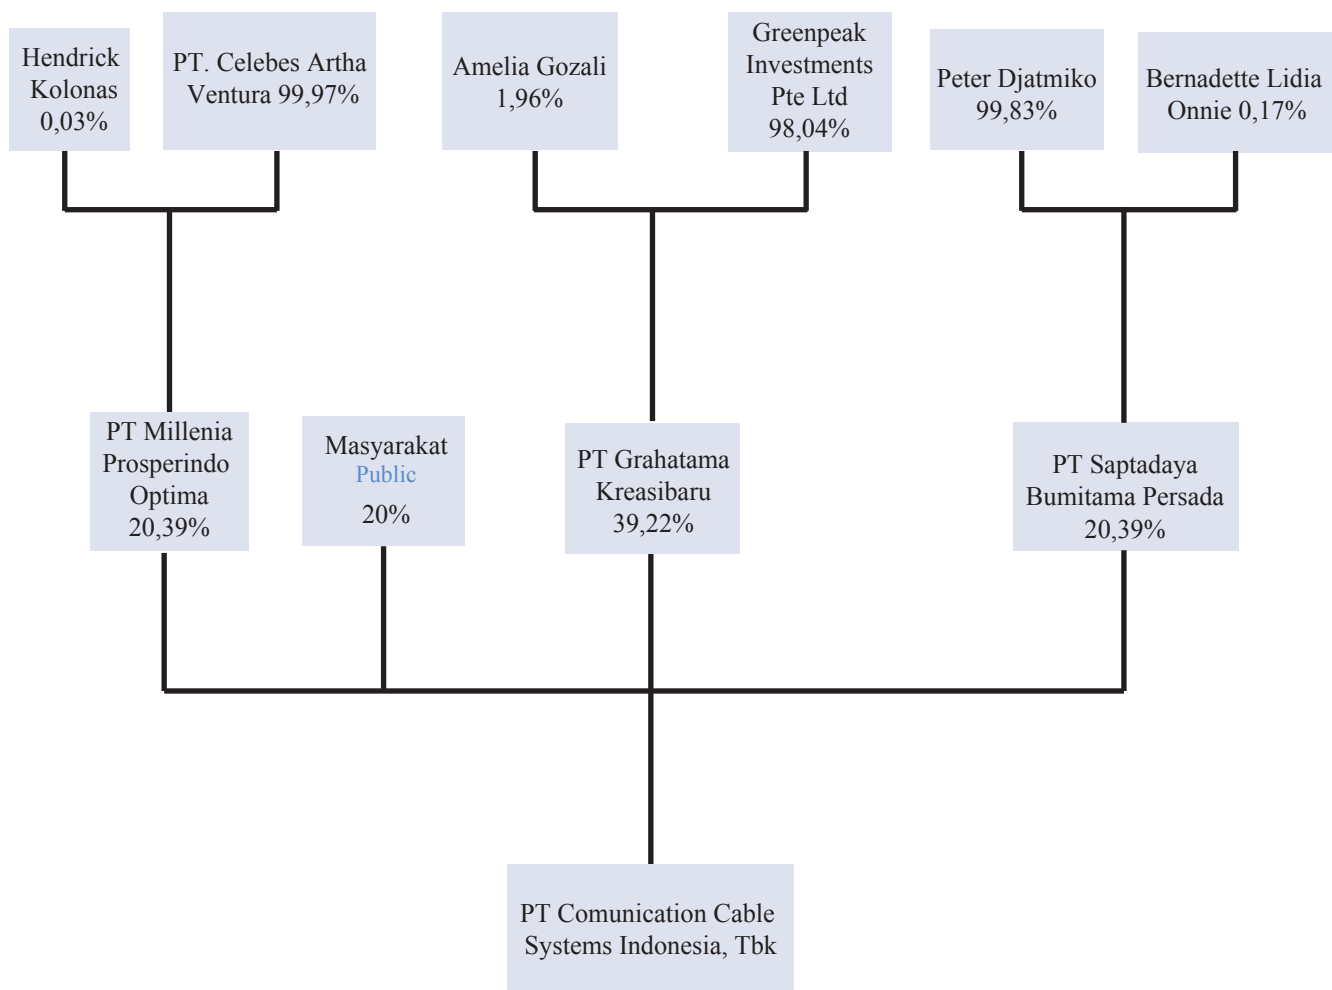 Hendrick
Kolonas
0,03%
PT. Celebes Artha
Ventura 99,97%
Amelia Gozali
1,96%
Greenpeak
Investments
Pte Ltd
98,04%
Peter Djatmiko
99,83%
Bernadette Lidia
Onnie 0,17%
PT Millenia
Prosperindo
Optima
20,39%
Masyarakat
Public
20%
PT Grahatama
Kreasibaru
39,22%
PT Saptadaya
Bumitama Persada
20,39%
PT Comunication Cable
Systems Indonesia, Tbk